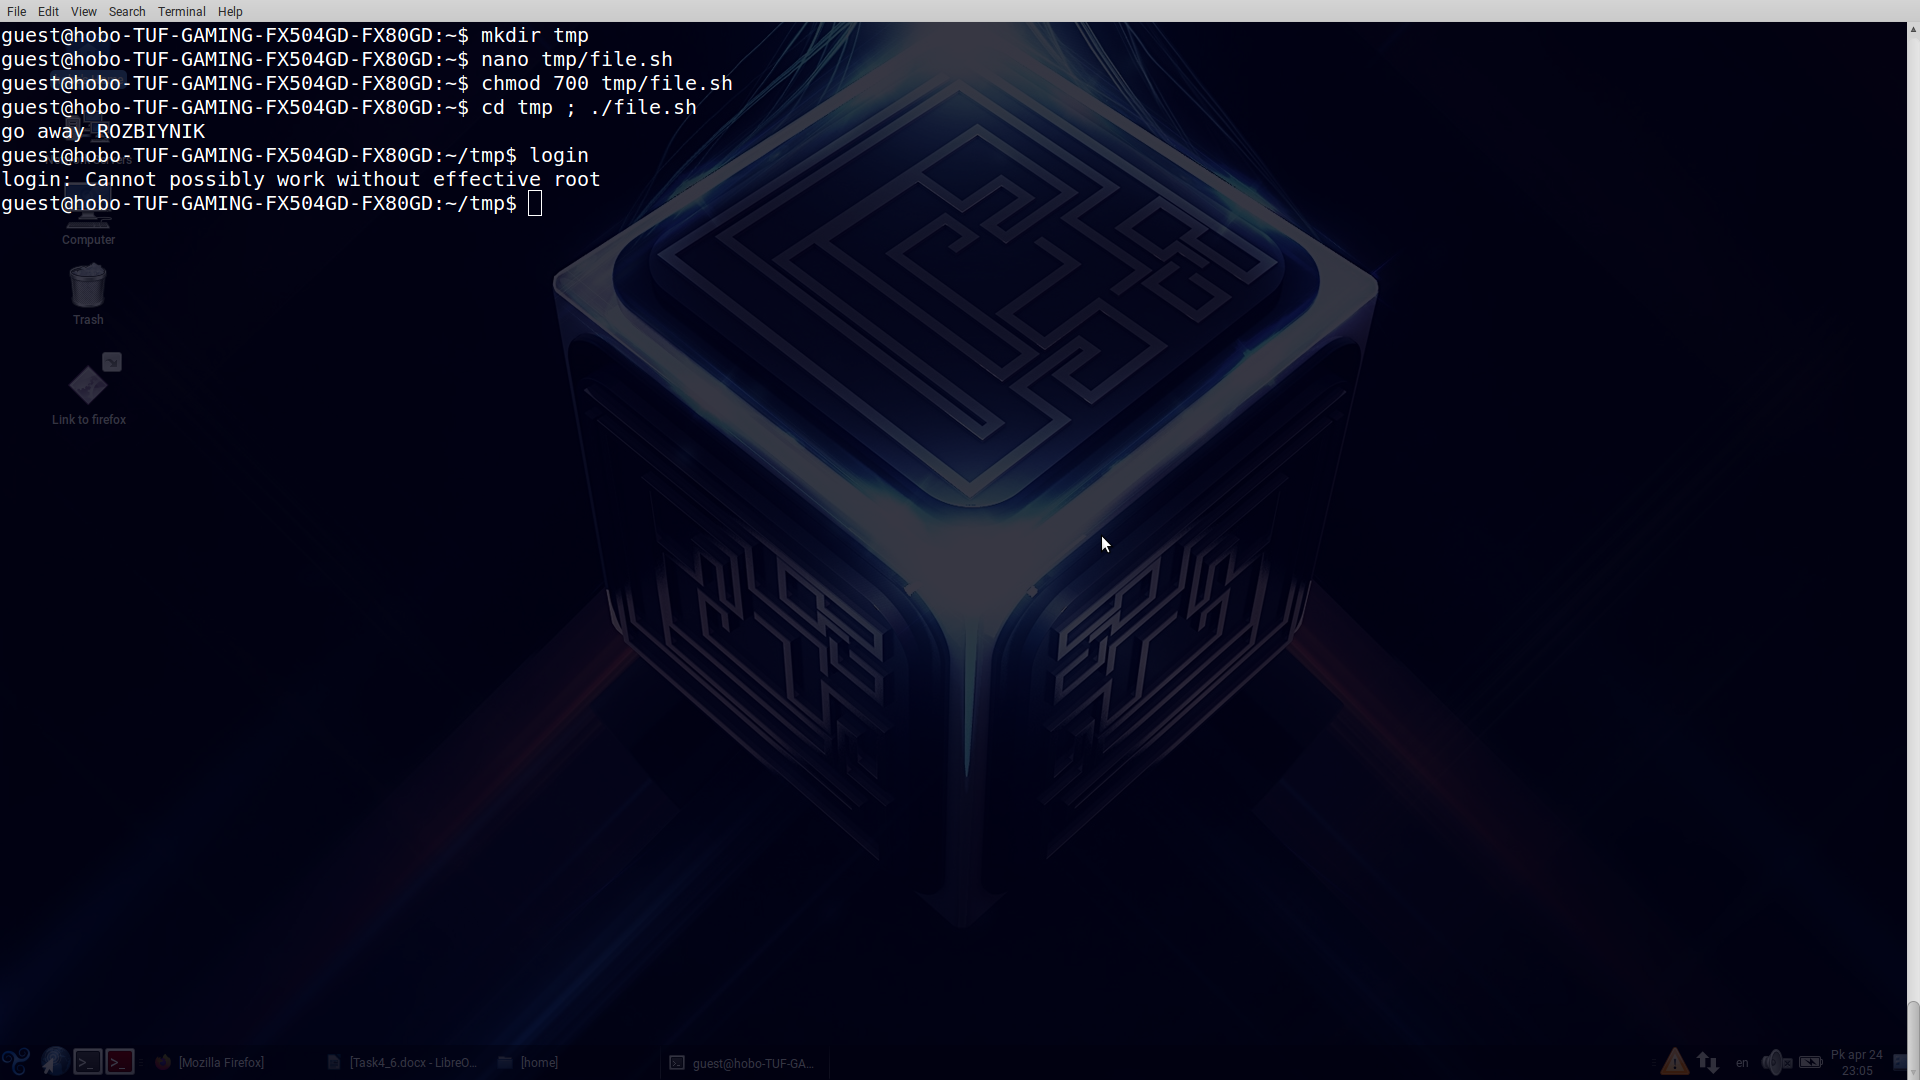 File Edit View Search Terminal Help
guest@hobo-TUF-GAMING-FX504GD-FX80GD:~$ mkdir tmp
guest@hobo-TUF-GAMING-FX504GD-FX80GD:~$ nano tmp/file.sh
guest@hobo-TUF-GAMING-FX504GD-FX80GD:~$ chmod 700 tmp/file.sh
guest@hobo-TUF-GAMING-FX504GD-FX80GD:~$ cd tmp ; ./file.sh
go away ROZBIYNIK
guest@hobo-TUF-GAMING-FX504GD-FX80GD:~/tmp$ login
login: Cannot possibly work without effective root
guest@hobo-TUF-GAMING-FX504GD-FX80GD:~/tmp$
Computer
Trash
Link to firefox
[Mozilla Firefox] [Task4_6.docx - LibreO... [home] guest@hobo-TUF-GA... en Pk apr 24
23:05